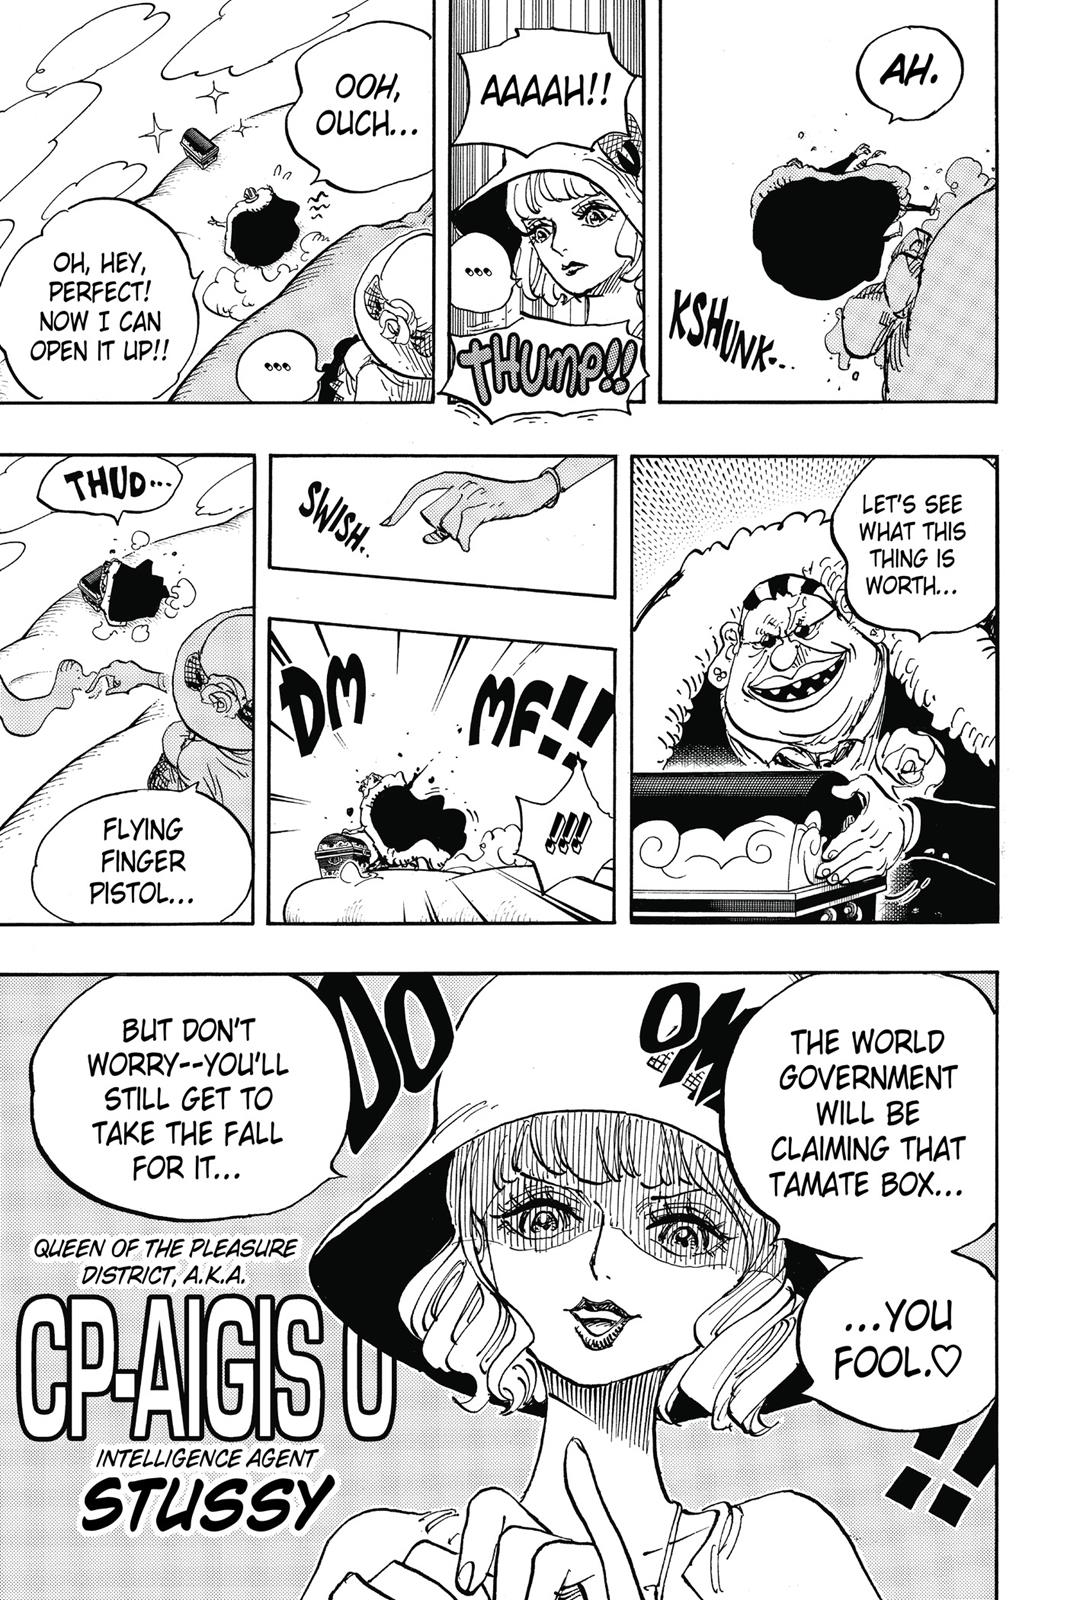 AH.
KSHUNK...
AAAAH!!
...
THUMP!!
OOH,
OUCH...
OH, HEY,
PERFECT!
NOW I CAN
OPEN IT UP!!
...
LET'S SEE
WHAT THIS
THING IS
WORTH...
SWISH..
DM
MF!!
!!!
THUD...
FLYING
FINGER
PISTOL...
THE WORLD
GOVERNMENT
WILL BE
CLAIMING THAT
TAMATE BOX...
...YOU
FOOL.♡
DOOM!!
BUT DON'T
WORRY--YOU'LL
STILL GET TO
TAKE THE FALL
FOR IT...
QUEEN OF THE PLEASURE
DISTRICT, A.K.A.
CP-AIGIS 0
INTELLIGENCE AGENT
STUSSY